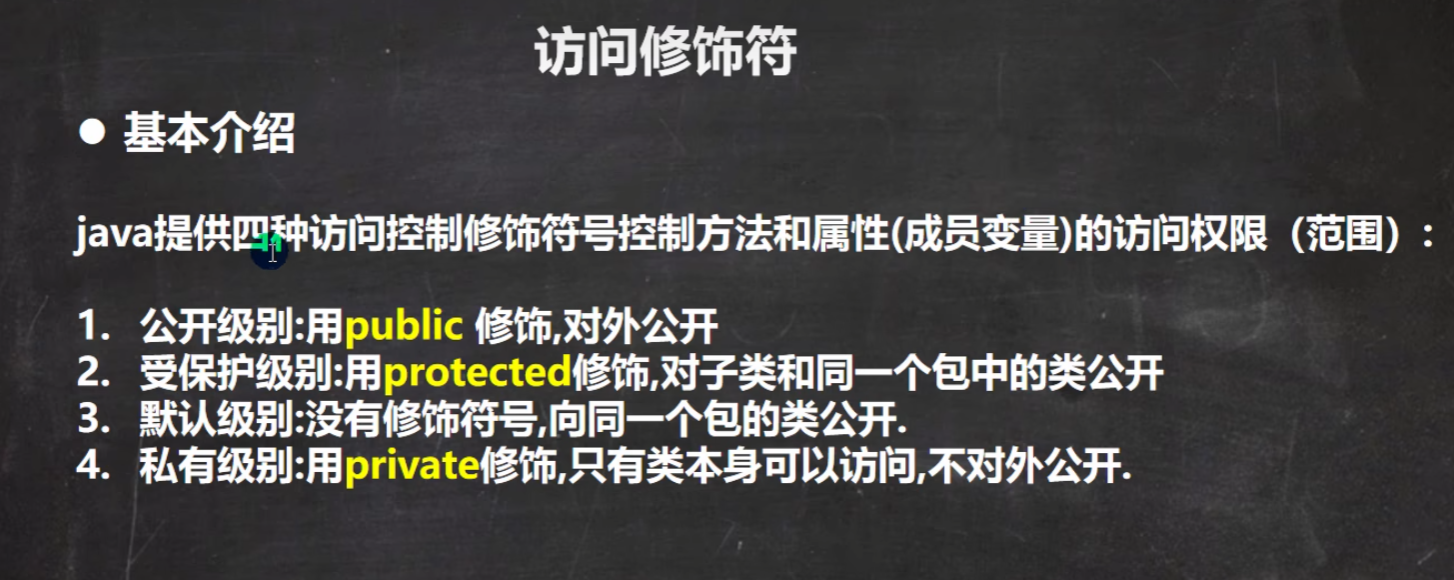 访问修饰符
● 基本介绍
java提供四种访问控制修饰符号控制方法和属性(成员变量)的访问权限（范围）:
1. 公开级别:用public 修饰,对外公开
2. 受保护级别:用protected修饰,对子类和同一个包中的类公开
3. 默认级别:没有修饰符号,向同一个包的类公开.
4. 私有级别:用private修饰,只有类本身可以访问,不对外公开.